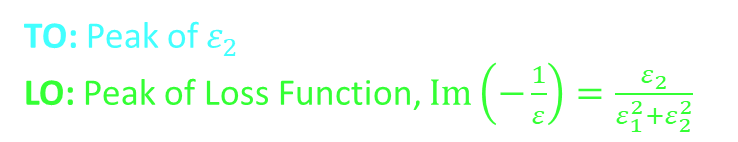 TO: Peak of ε₂
LO: Peak of Loss Function, Im(−1/ε) = ε₂/(ε₁²+ε₂²)